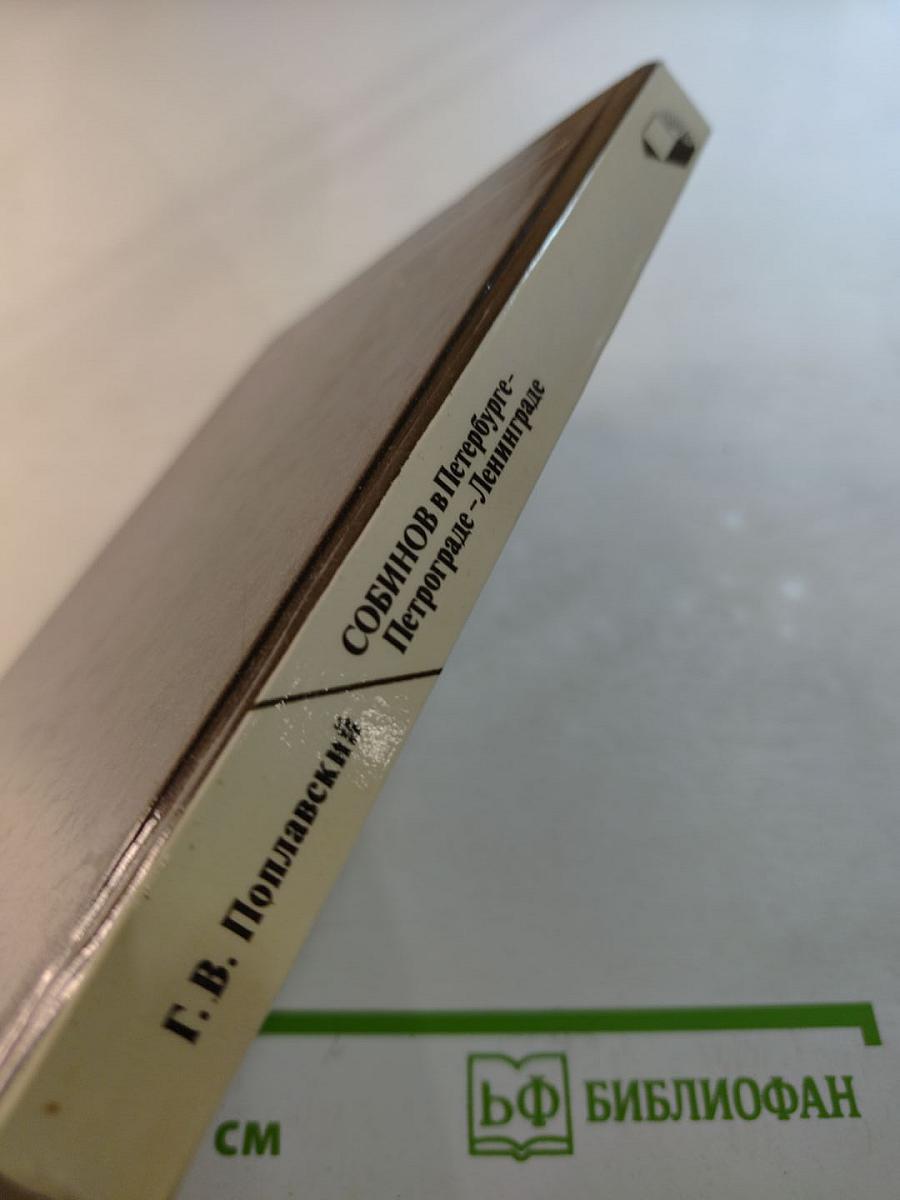 Г. В. Поплавский
СОБИНОВ в Петербурге–
Петрограде–Ленинграде
см
ЬФ БИБЛИОФАН